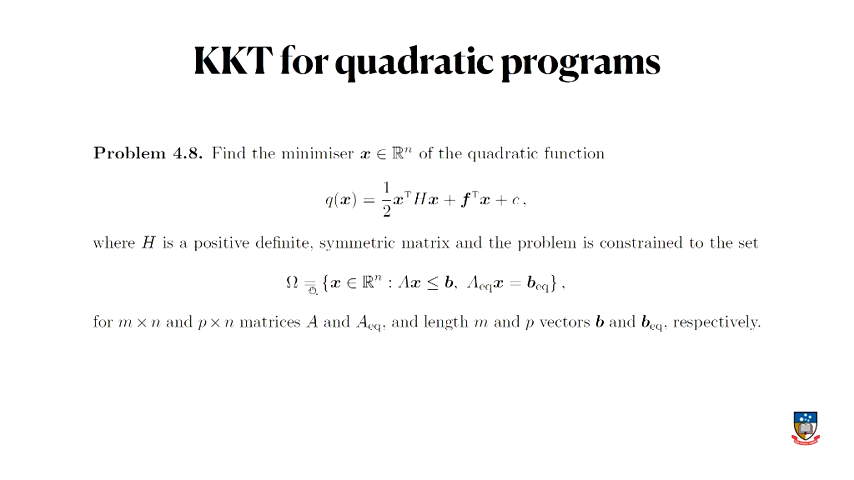 KKT for quadratic programs
Problem 4.8. Find the minimiser x ∈ ℝⁿ of the quadratic function
q(x) = 1/2 x⊤Hx + f⊤x + c ,
where H is a positive definite, symmetric matrix and the problem is constrained to the set
Ω = {x ∈ ℝⁿ : Ax ≤ b, A_eq x = b_eq} ,
for m × n and p × n matrices A and A_eq, and length m and p vectors b and b_eq, respectively.